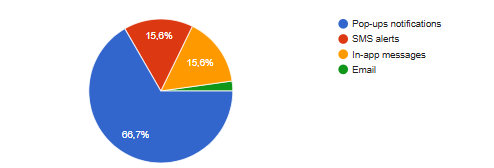 Pop-ups notifications
SMS alerts
In-app messages
Email
15,6%
15,6%
66,7%